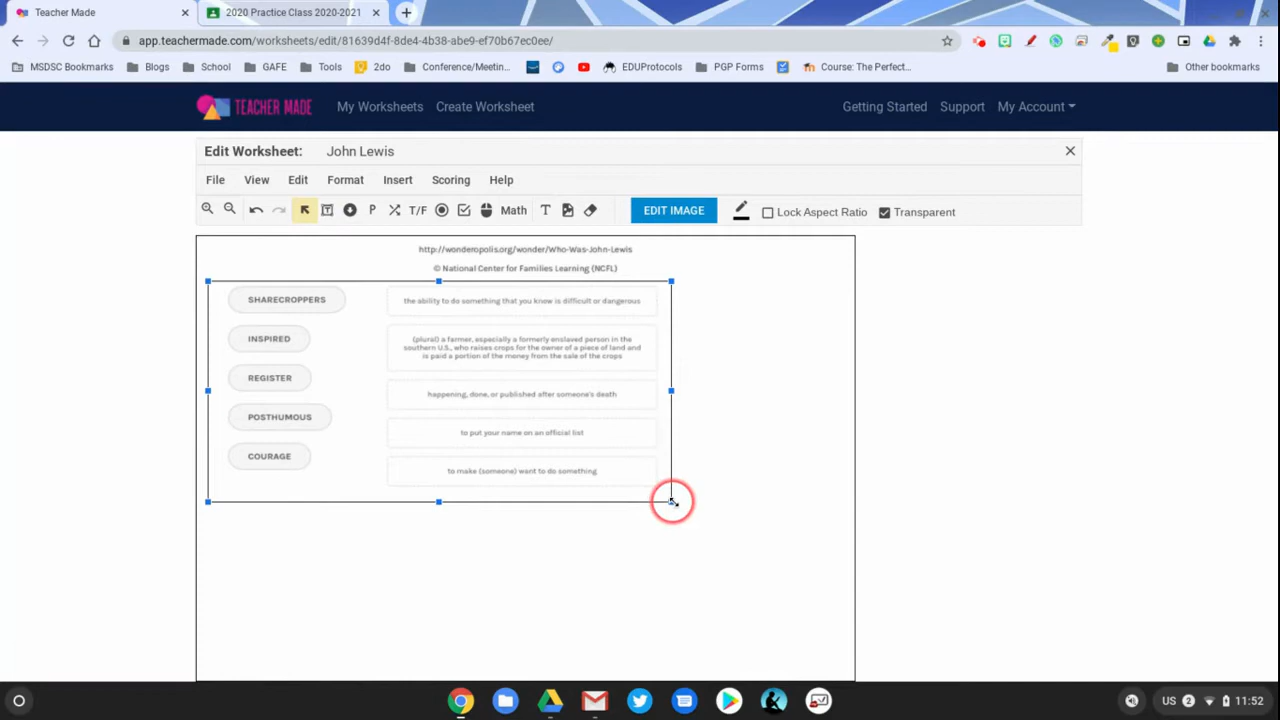 Teacher Made
2020 Practice Class 2020-2021
app.teachermade.com/worksheets/edit/81639d4f-8de4-4b38-abe9-ef70b67ec0ee/
MSDSC Bookmarks Blogs School GAFE Tools 2do Conference/Meetin... EDUProtocols PGP Forms Course: The Perfect... Other bookmarks
TEACHER MADE My Worksheets Create Worksheet Getting Started Support My Account
Edit Worksheet: John Lewis
File View Edit Format Insert Scoring Help
P T/F Math T EDIT IMAGE Lock Aspect Ratio Transparent
http://wonderopolis.org/wonder/Who-Was-John-Lewis
© National Center for Families Learning (NCFL)
SHARECROPPERS
the ability to do something that you know is difficult or dangerous
INSPIRED
(plural) a farmer, especially a formerly enslaved person in the
southern U.S., who raises crops for the owner of a piece of land and
is paid a portion of the money from the sale of the crops
REGISTER
happening, done, or published after someone's death
POSTHUMOUS
to put your name on an official list
COURAGE
to make (someone) want to do something
US 2 11:52